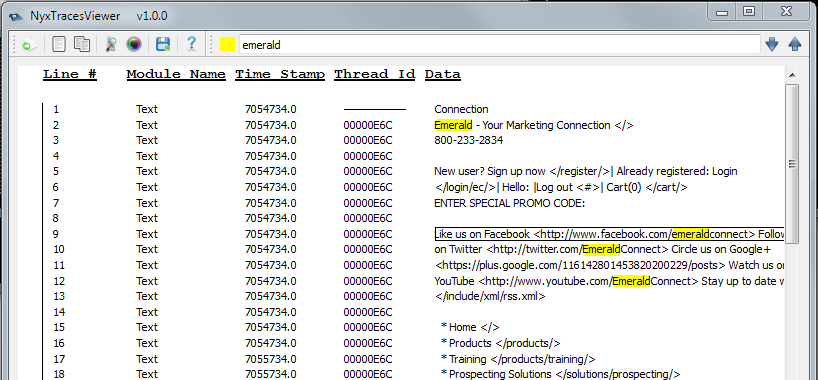 NyxTracesViewer v1.0.0
emerald
Line # Module Name Time Stamp Thread Id Data
1 Text 7054734.0 Connection
2 Text 7054734.0 00000E6C Emerald - Your Marketing Connection </>
3 Text 7054734.0 00000E6C 800-233-2834
4 Text 7054734.0 00000E6C
5 Text 7054734.0 00000E6C New user? Sign up now </register/>| Already registered: Login
6 Text 7054734.0 00000E6C </login/ec/>| Hello: |Log out <#>| Cart(0) </cart/>
7 Text 7054734.0 00000E6C ENTER SPECIAL PROMO CODE:
8 Text 7054734.0 00000E6C
9 Text 7054734.0 00000E6C Like us on Facebook <http://www.facebook.com/emeraldconnect> Follow
10 Text 7054734.0 00000E6C on Twitter <http://twitter.com/EmeraldConnect> Circle us on Google+
11 Text 7054734.0 00000E6C <https://plus.google.com/116142801453820200229/posts> Watch us on
12 Text 7054734.0 00000E6C YouTube <http://www.youtube.com/EmeraldConnect> Stay up to date
13 Text 7054734.0 00000E6C </include/xml/rss.xml>
14 Text 7054734.0 00000E6C
15 Text 7054734.0 00000E6C * Home </>
16 Text 7054734.0 00000E6C * Products </products/>
17 Text 7055734.0 00000E6C * Training </products/training/>
18 Text 7055734.0 00000E6C * Prospecting Solutions </solutions/prospecting/>